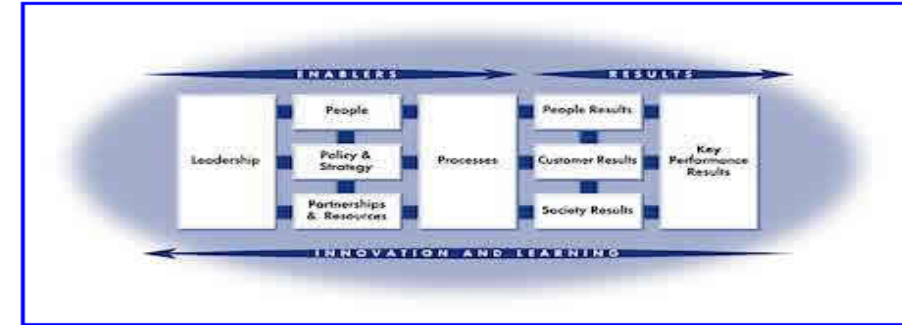 ENABLERS
RESULTS
Leadership
People
Policy &
Strategy
Partnerships
& Resources
Processes
People Results
Customer Results
Society Results
Key
Performance
Results
INNOVATION AND LEARNING